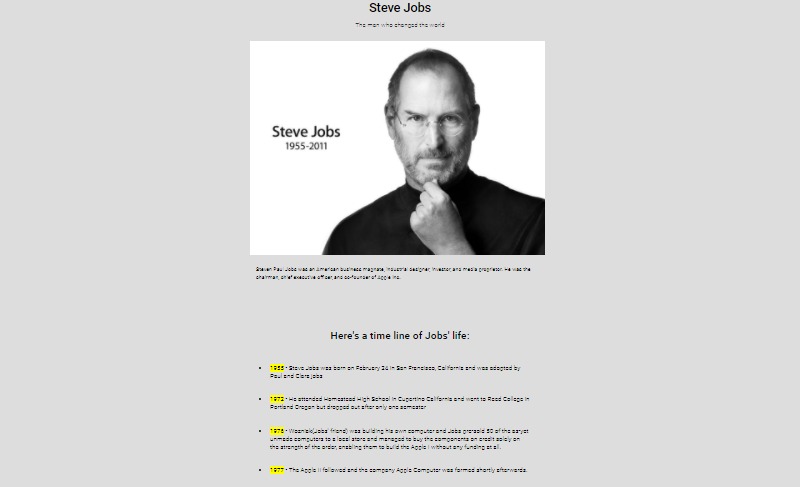 Steve Jobs
The man who changed the world
Steve Jobs
1955-2011
Steven Paul Jobs was an American business magnate, industrial designer, investor, and media proprietor. He was the
chairman, chief executive officer, and co-founder of Apple Inc.
Here's a time line of Jobs' life:
1955 - Steve Jobs was born on February 24 in San Francisco, California and was adopted by
Paul and Clara Jobs
1972 - He attended Homestead High School in Cupertino California and went to Reed College in
Portland Oregon but dropped out after only one semester
1976 - Wozniak(Jobs' friend) was building his own computer and Jobs presold 50 of the as-yet
unmade computers to a local store and managed to buy the components on credit solely on
the strength of the order, enabling them to build the Apple I without any funding at all.
1977 - The Apple II followed and the company Apple Computer was formed shortly afterwards.